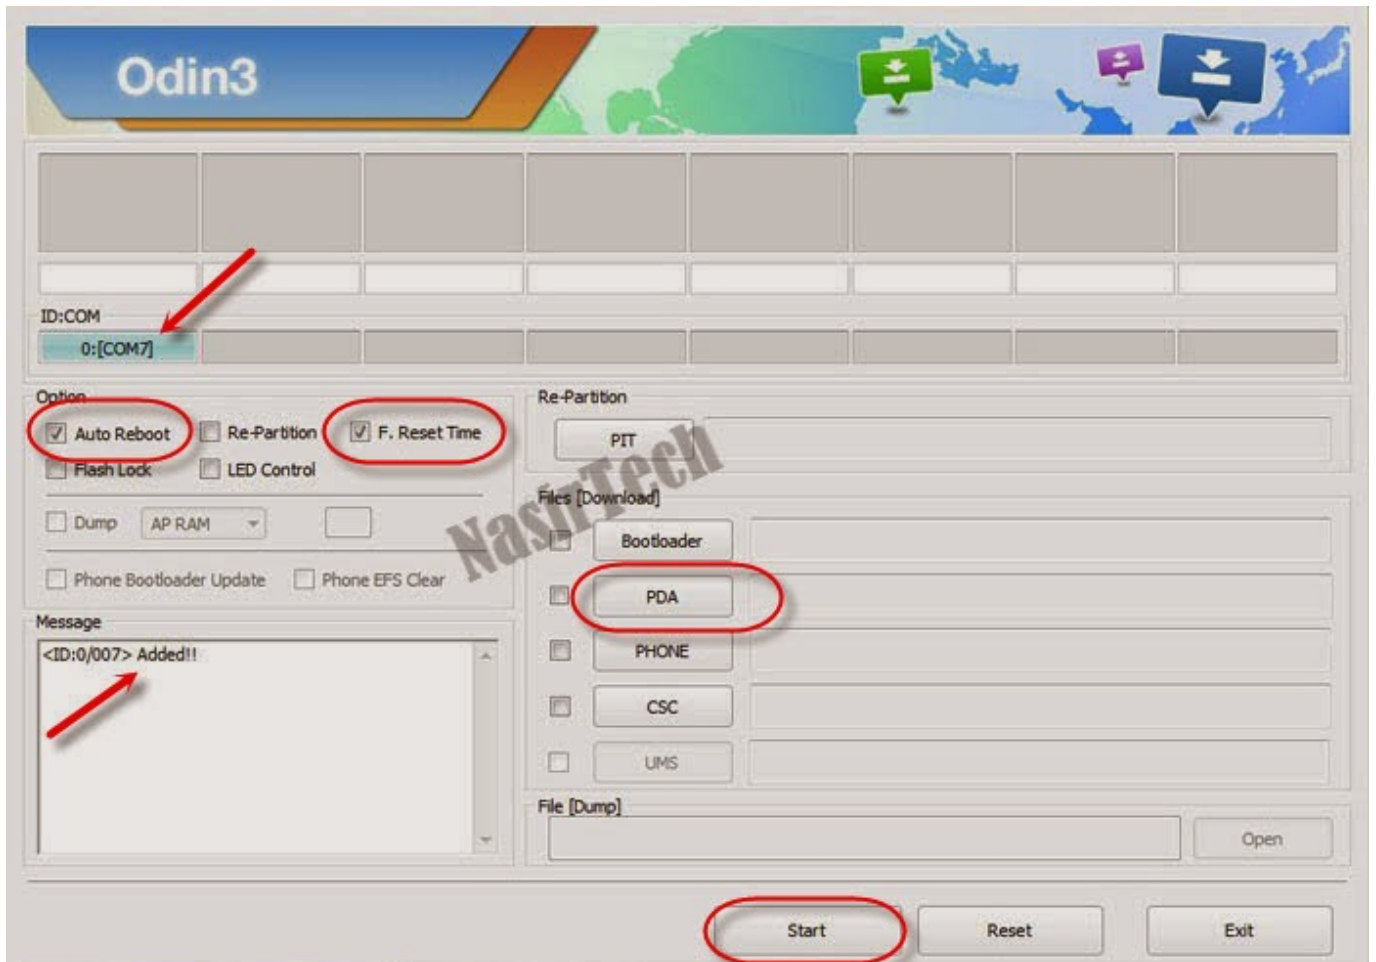 Odin3
ID:COM
0:[COM7]
Option
Auto Reboot
Re-Partition
F. Reset Time
Flash Lock
LED Control
Dump
AP RAM
Phone Bootloader Update
Phone EFS Clear
Message
<ID:0/007> Added!!
Re-Partition
PIT
NasirTech
Files [Download]
Bootloader
PDA
PHONE
CSC
UMS
File [Dump]
Open
Start
Reset
Exit